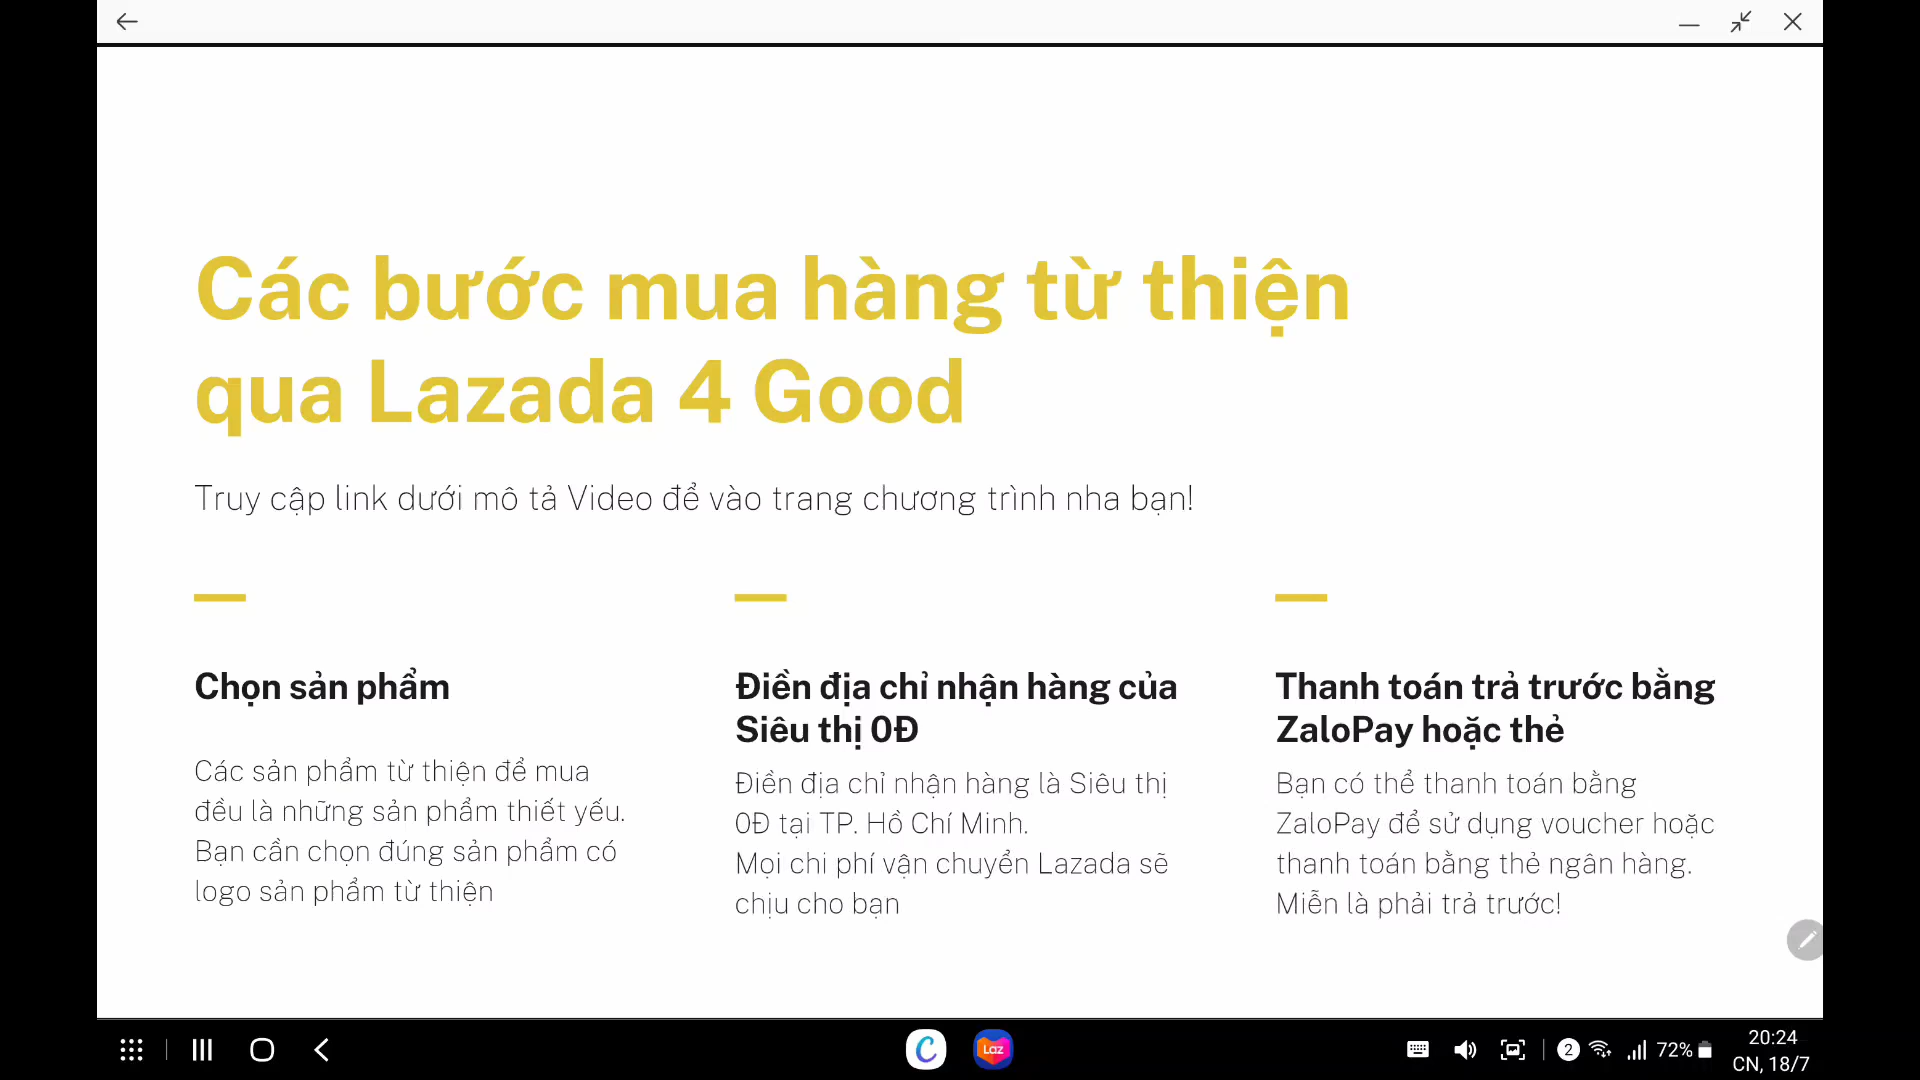 Các bước mua hàng từ thiện
qua Lazada 4 Good
Truy cập link dưới mô tả Video để vào trang chương trình nha bạn!
Chọn sản phẩm
Các sản phẩm từ thiện để mua
đều là những sản phẩm thiết yếu.
Bạn cần chọn đúng sản phẩm có
logo sản phẩm từ thiện
Điền địa chỉ nhận hàng của
Siêu thị 0Đ
Điền địa chỉ nhận hàng là Siêu thị
0Đ tại TP. Hồ Chí Minh.
Mọi chi phí vận chuyển Lazada sẽ
chịu cho bạn
Thanh toán trả trước bằng
ZaloPay hoặc thẻ
Bạn có thể thanh toán bằng
ZaloPay để sử dụng voucher hoặc
thanh toán bằng thẻ ngân hàng.
Miễn là phải trả trước!
C
Laz
2
72%
20:24
CN, 18/7